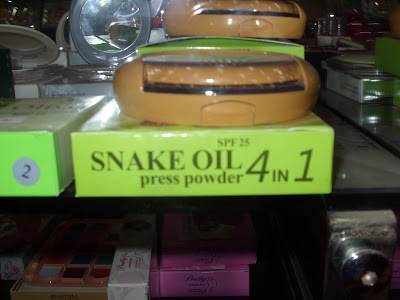 SPF 25
SNAKE OIL 4 IN 1
press powder
2